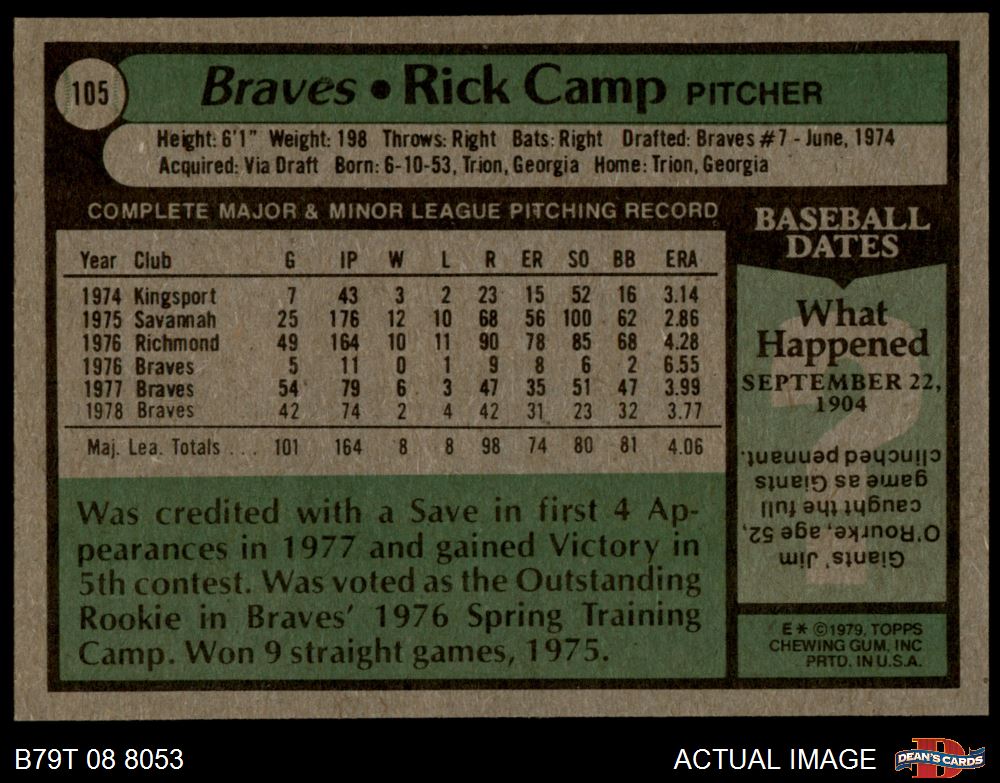 105
Braves • Rick Camp PITCHER
Height: 6'1" Weight: 198 Throws: Right Bats: Right Drafted: Braves #7 - June, 1974
Acquired: Via Draft Born: 6-10-53, Trion, Georgia Home: Trion, Georgia
COMPLETE MAJOR & MINOR LEAGUE PITCHING RECORD
Year Club G IP W L R ER SO BB ERA
1974 Kingsport 7 43 3 2 23 15 52 16 3.14
1975 Savannah 25 176 12 10 68 56 100 62 2.86
1976 Richmond 49 164 10 11 90 78 85 68 4.28
1976 Braves 5 11 0 1 9 8 6 2 6.55
1977 Braves 54 79 6 3 47 35 51 47 3.99
1978 Braves 42 74 2 4 42 31 23 32 3.77
Maj. Lea. Totals . . . 101 164 8 8 98 74 80 81 4.06
Was credited with a Save in first 4 Ap-
pearances in 1977 and gained Victory in
5th contest. Was voted as the Outstanding
Rookie in Braves' 1976 Spring Training
Camp. Won 9 straight games, 1975.
BASEBALL
DATES
What
Happened
SEPTEMBER 22,
1904
?
Giants' Jim
O'Rourke, age 52,
caught the full
game as Giants
clinched pennant.
E* ©1979, TOPPS
CHEWING GUM, INC
PRTD. IN U.S.A.
B79T 08 8053
ACTUAL IMAGE
D
DEAN'S CARDS